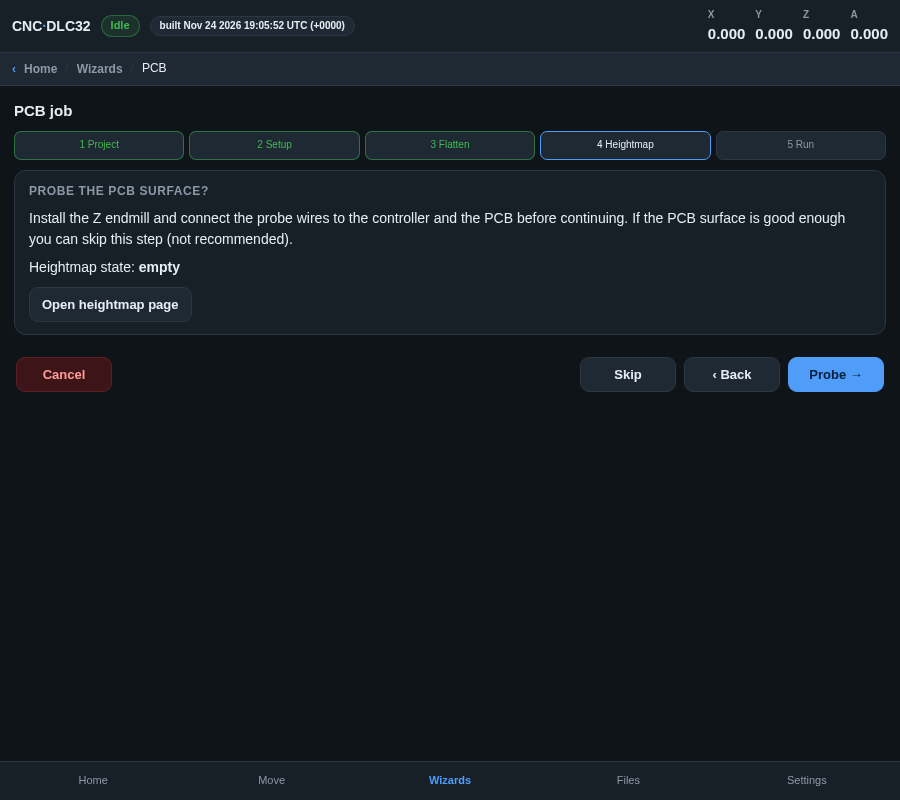 CNC·DLC32 Idle built Nov 24 2026 19:05:52 UTC (+0000)
X Y Z A
0.000 0.000 0.000 0.000
‹ Home / Wizards / PCB
PCB job
1 Project 2 Setup 3 Flatten 4 Heightmap 5 Run
PROBE THE PCB SURFACE?
Install the Z endmill and connect the probe wires to the controller and the PCB before continuing. If the PCB surface is good enough
you can skip this step (not recommended).
Heightmap state: empty
Open heightmap page
Cancel Skip ‹ Back Probe →
Home Move Wizards Files Settings